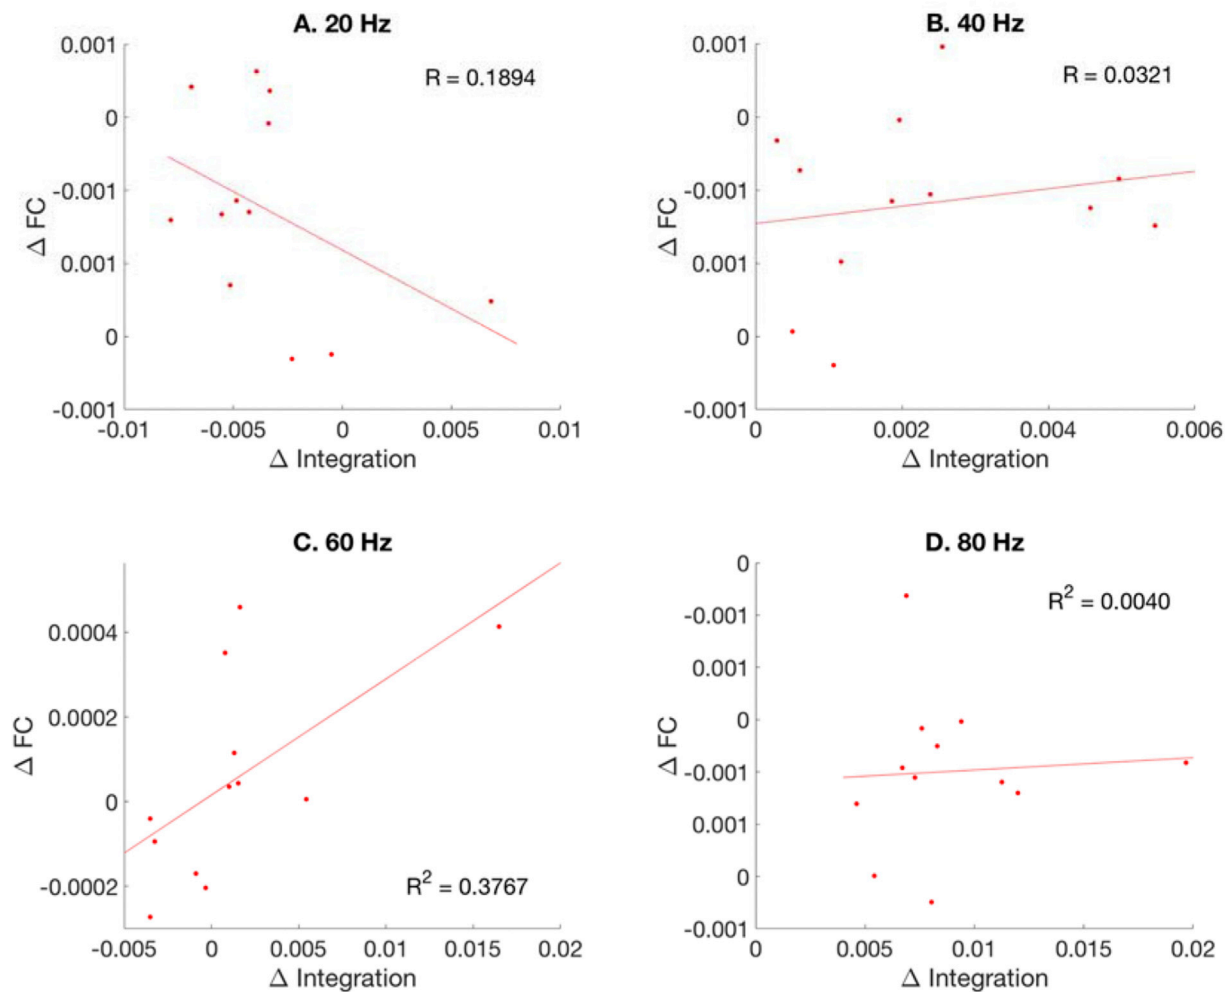 A. 20 Hz
R = 0.1894
0.001
0
-0.001
0.001
0
-0.001
Δ FC
-0.01 -0.005 0 0.005 0.01
Δ Integration
B. 40 Hz
R = 0.0321
0.001
0
-0.001
0.001
0
-0.001
Δ FC
0 0.002 0.004 0.006
Δ Integration
C. 60 Hz
0.0004
0.0002
0
-0.0002
Δ FC
R² = 0.3767
-0.005 0 0.005 0.01 0.015 0.02
Δ Integration
D. 80 Hz
R² = 0.0040
0
-0.001
0.001
0
-0.001
0.001
0
-0.001
Δ FC
0 0.005 0.01 0.015 0.02
Δ Integration